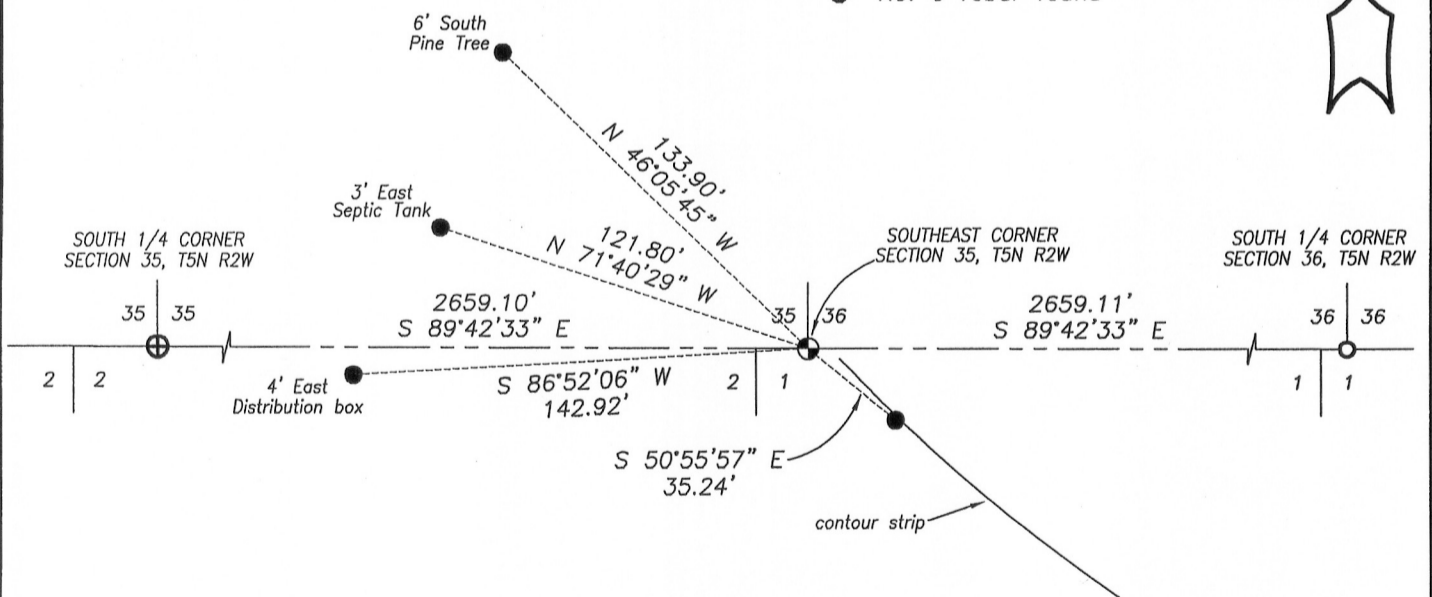 6' South
Pine Tree
133.90'
N 46°05'45" W
3' East
Septic Tank
121.80'
N 71°40'29" W
SOUTH 1/4 CORNER
SECTION 35, T5N R2W
SOUTHEAST CORNER
SECTION 35, T5N R2W
SOUTH 1/4 CORNER
SECTION 36, T5N R2W
35 35
2659.10'
S 89°42'33" E
35 36
2659.11'
S 89°42'33" E
36 36
2 2
4' East
Distribution box
S 86°52'06" W
142.92'
2 1
1 1
S 50°55'57" E
35.24'
contour strip